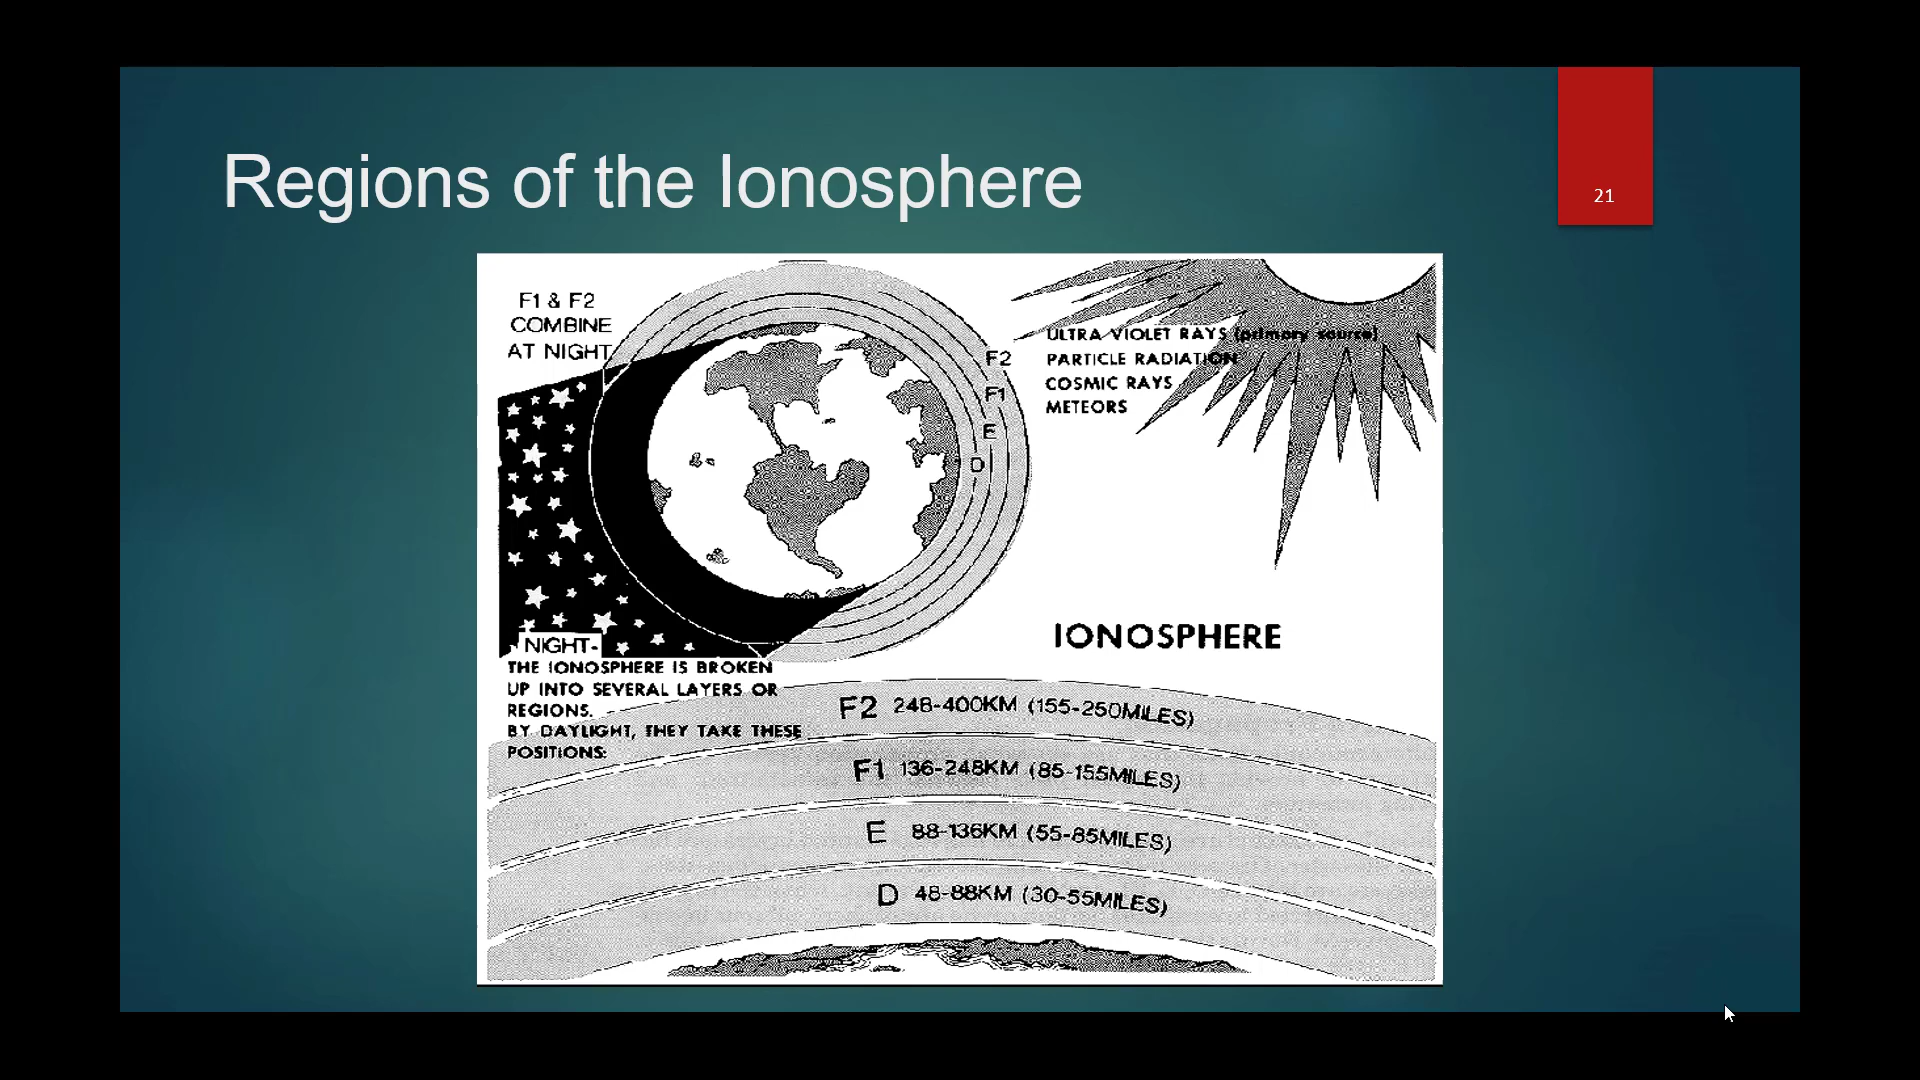 Regions of the Ionosphere
21
F1 & F2
COMBINE
AT NIGHT
F2
F1
E
D
ULTRA VIOLET RAYS (primary source)
PARTICLE RADIATION
COSMIC RAYS
METEORS
IONOSPHERE
NIGHT-
THE IONOSPHERE IS BROKEN
UP INTO SEVERAL LAYERS OR
REGIONS.
BY DAYLIGHT, THEY TAKE THESE
POSITIONS:
F2 248-400KM (155-250MILES)
F1 136-248KM (85-155MILES)
E 88-136KM (55-85MILES)
D 48-88KM (30-55MILES)